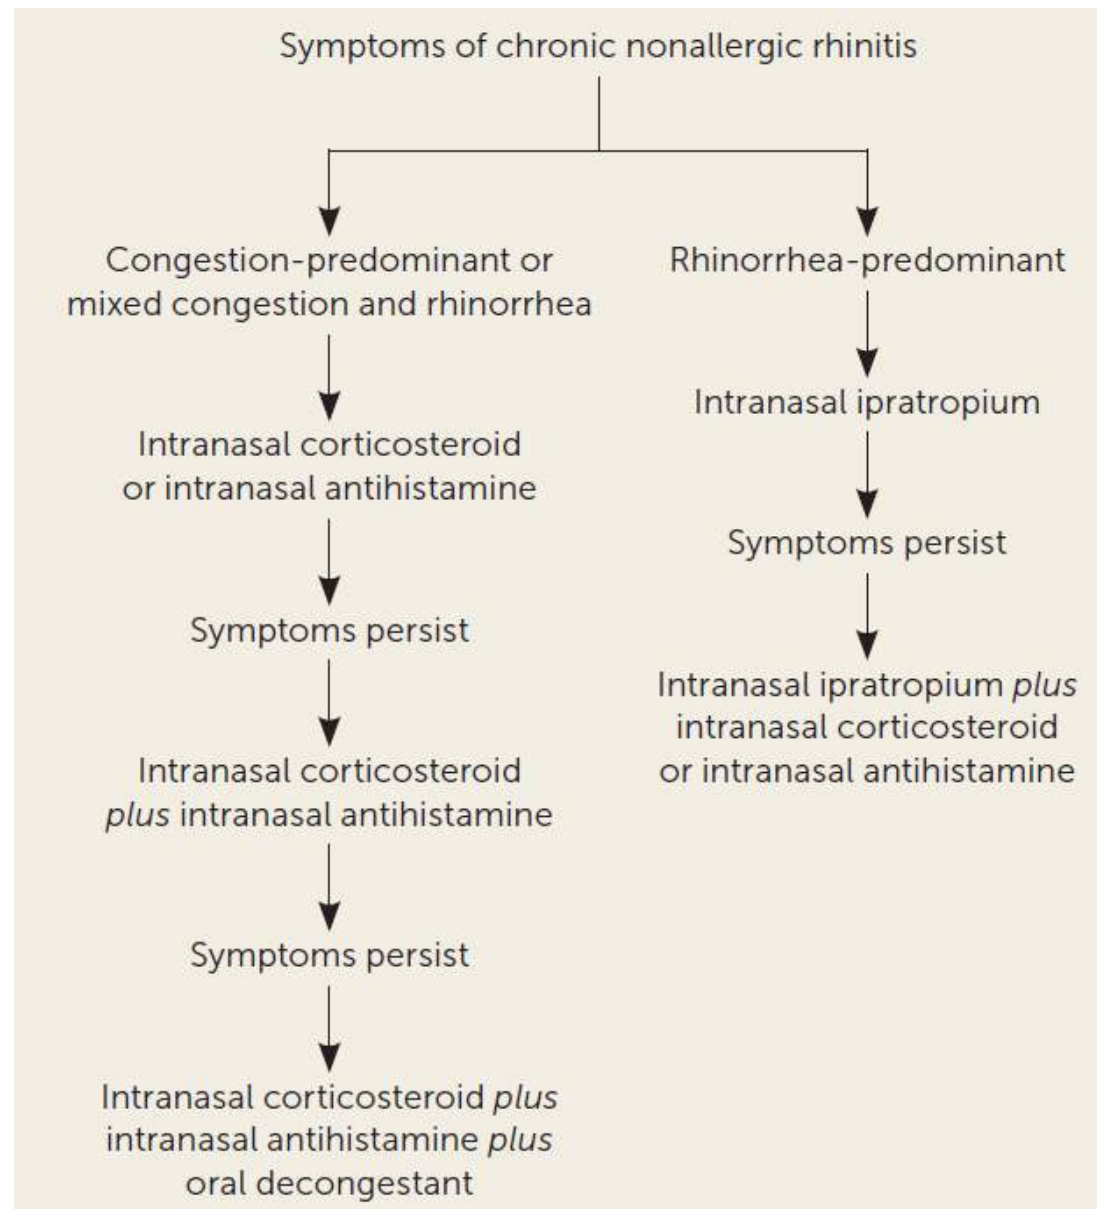 Symptoms of chronic nonallergic rhinitis
Congestion-predominant or
mixed congestion and rhinorrhea
Intranasal corticosteroid
or intranasal antihistamine
Symptoms persist
Intranasal corticosteroid
plus intranasal antihistamine
Symptoms persist
Intranasal corticosteroid plus
intranasal antihistamine plus
oral decongestant
Rhinorrhea-predominant
Intranasal ipratropium
Symptoms persist
Intranasal ipratropium plus
intranasal corticosteroid
or intranasal antihistamine